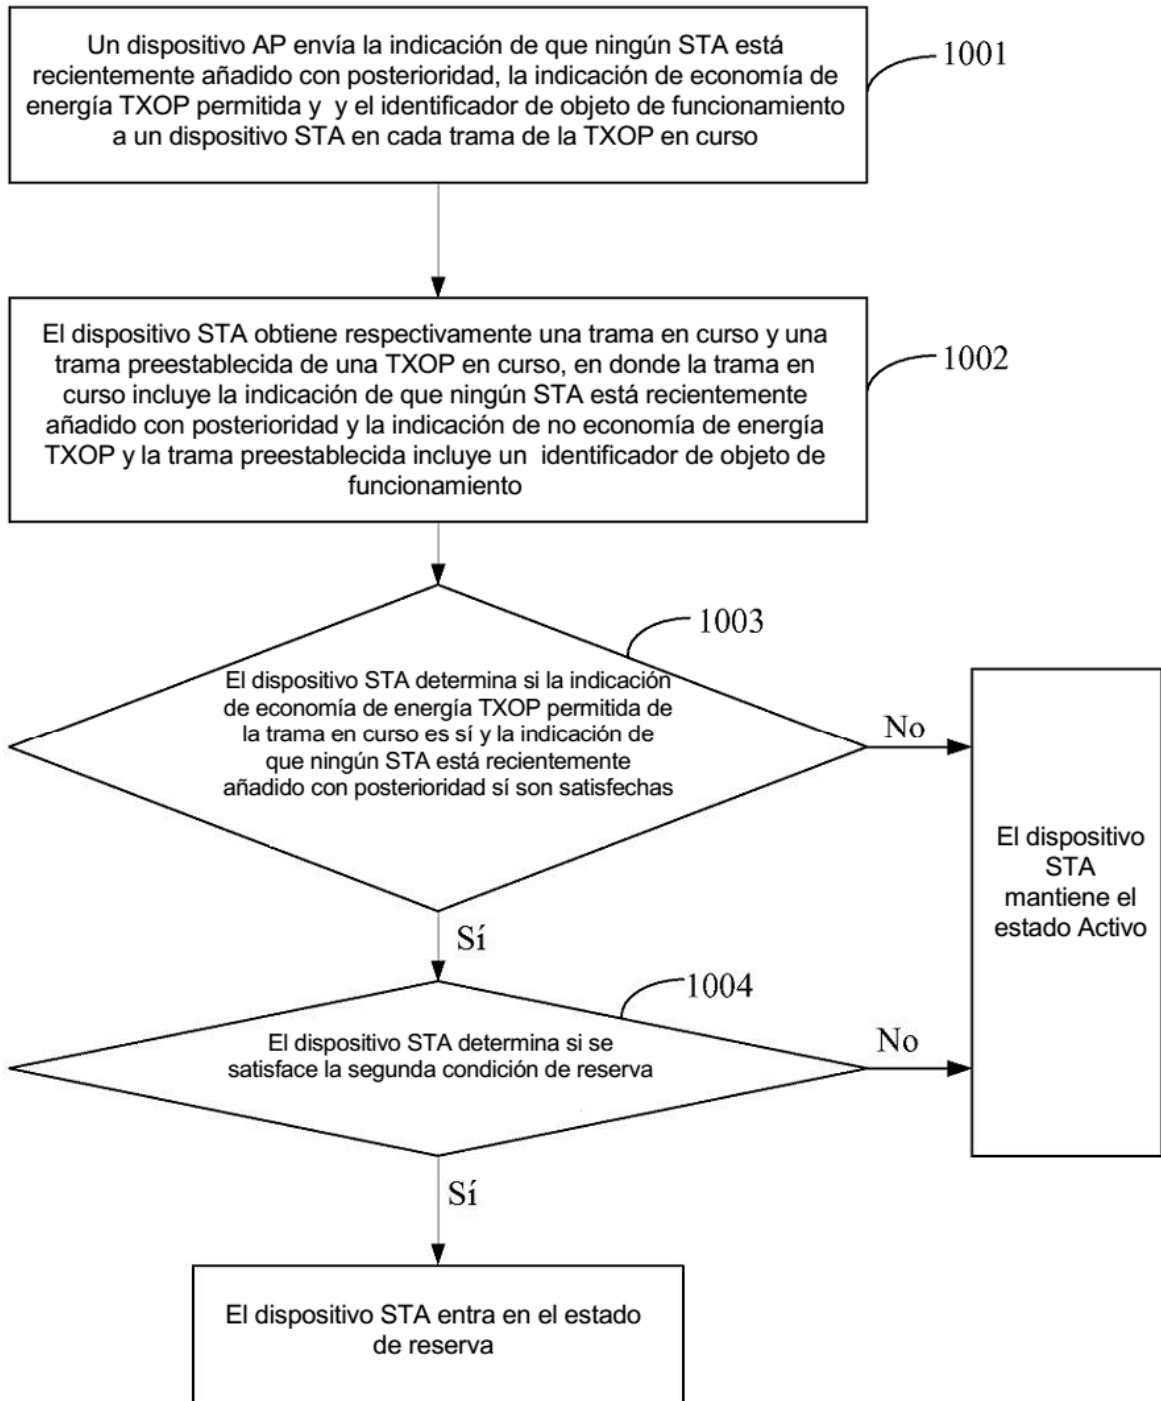 Un dispositivo AP envía la indicación de que ningún STA está
recientemente añadido con posterioridad, la indicación de economía de
energía TXOP permitida y y el identificador de objeto de funcionamiento
a un dispositivo STA en cada trama de la TXOP en curso
1001
El dispositivo STA obtiene respectivamente una trama en curso y una
trama preestablecida de una TXOP en curso, en donde la trama en
curso incluye la indicación de que ningún STA está recientemente
añadido con posterioridad y la indicación de no economía de energía
TXOP y la trama preestablecida incluye un identificador de objeto de
funcionamiento
1002
1003
El dispositivo STA determina si la indicación
de economía de energía TXOP permitida de
la trama en curso es sí y la indicación de
que ningún STA está recientemente
añadido con posterioridad sí son satisfechas
No
El dispositivo
STA
mantiene el
estado Activo
Sí
1004
El dispositivo STA determina si se
satisface la segunda condición de reserva
No
Sí
El dispositivo STA entra en el estado
de reserva